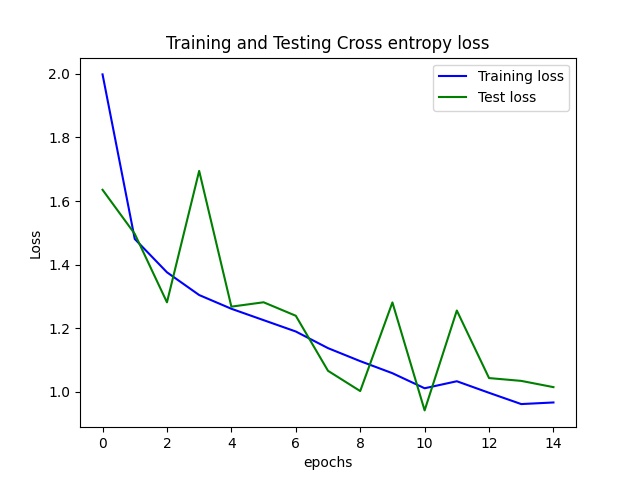 Training and Testing Cross entropy loss
Training loss
Test loss
2.0
1.8
1.6
1.4
1.2
1.0
Loss
0 2 4 6 8 10 12 14
epochs